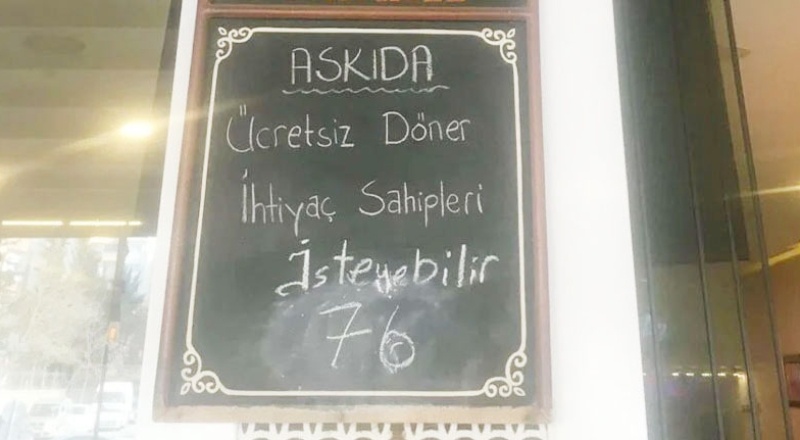 ASKIDA
Ücretsiz Döner
İhtiyaç Sahipleri
İsteyebilir
76